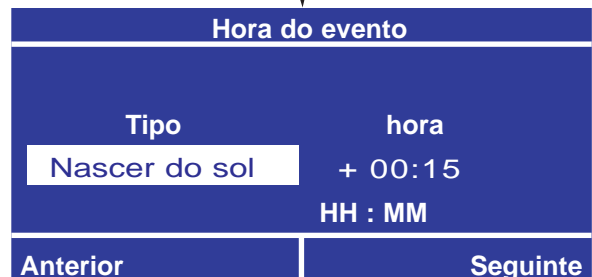 Hora do evento
Tipo hora
Nascer do sol + 00:15
HH : MM
Anterior Seguinte